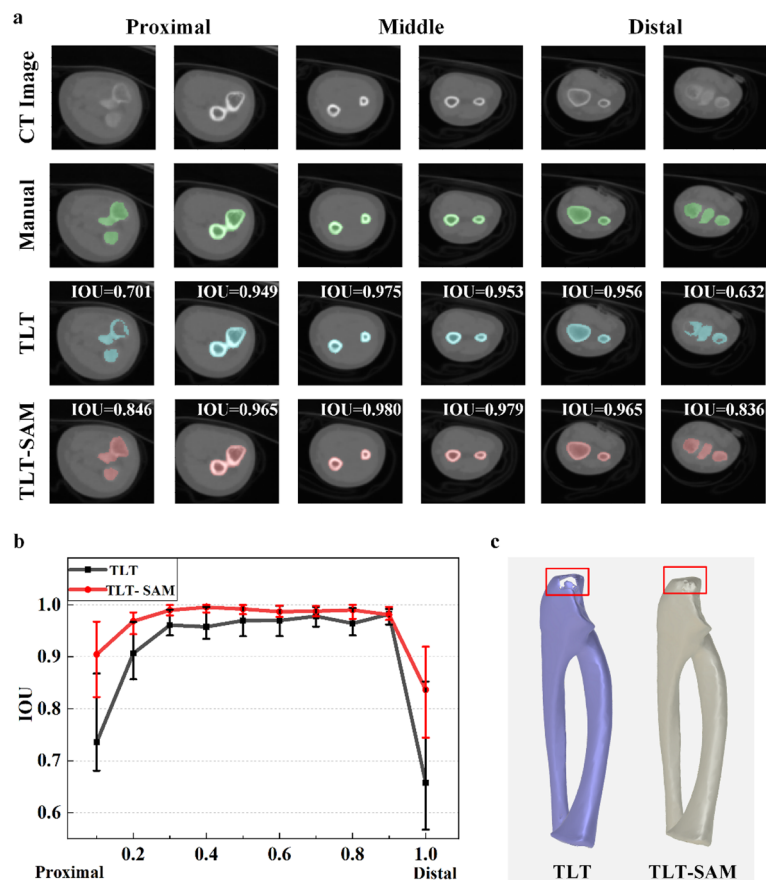 a
Proximal Middle Distal
CT Image
Manual
TLT
IOU=0.701 IOU=0.949 IOU=0.975 IOU=0.953 IOU=0.956 IOU=0.632
TLT-SAM
IOU=0.846 IOU=0.965 IOU=0.980 IOU=0.979 IOU=0.965 IOU=0.836
b
TLT
TLT- SAM
IOU
1.0
0.9
0.8
0.7
0.6
0.2 0.4 0.6 0.8 1.0
Proximal Distal
c
TLT TLT-SAM